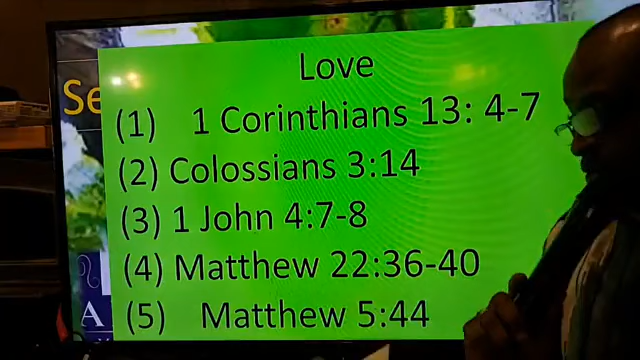 Love
Se
(1) 1 Corinthians 13: 4-7
(2) Colossians 3:14
(3) 1 John 4:7-8
(4) Matthew 22:36-40
A
(5) Matthew 5:44